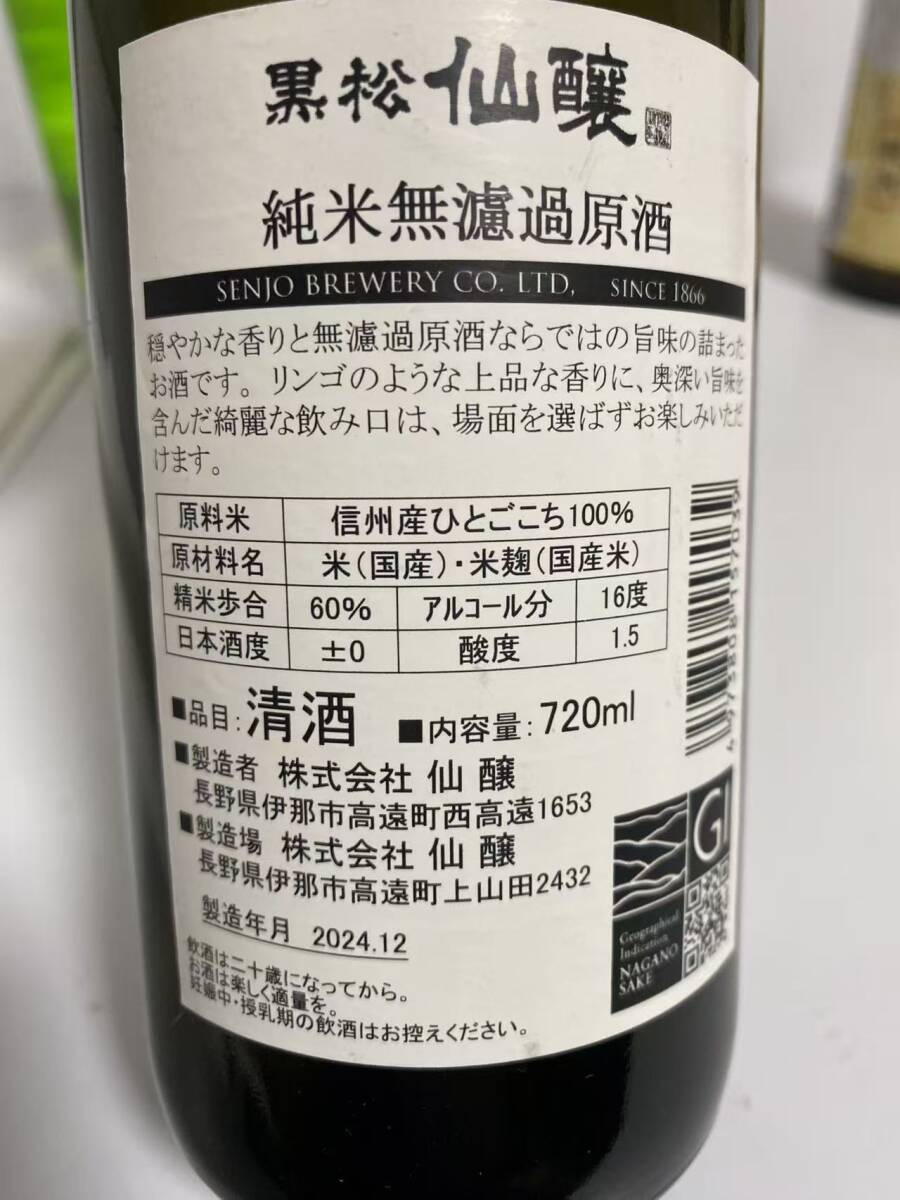 黒松 仙醸
純米無濾過原酒
SENJO BREWERY CO. LTD, SINCE 1866
穏やかな香りと無濾過原酒ならではの旨味の詰まった
お酒です。リンゴのような上品な香りに、奥深い旨味を
含んだ綺麗な飲み口は、場面を選ばずお楽しみいただ
けます。
原料米 信州産ひとごこち100%
原材料名 米(国産)・米麹(国産米)
精米歩合 60% アルコール分 16度
日本酒度 ±0 酸度 1.5
■品目:清酒 ■内容量:720ml
■製造者 株式会社 仙醸
長野県伊那市高遠町西高遠1653
■製造場 株式会社 仙醸
長野県伊那市高遠町上山田2432
製造年月 2024.12
飲酒は二十歳になってから。
お酒は楽しく適量を。
妊娠中・授乳期の飲酒はお控えください。
GI
Geographical
Indication
NAGANO
SAKE